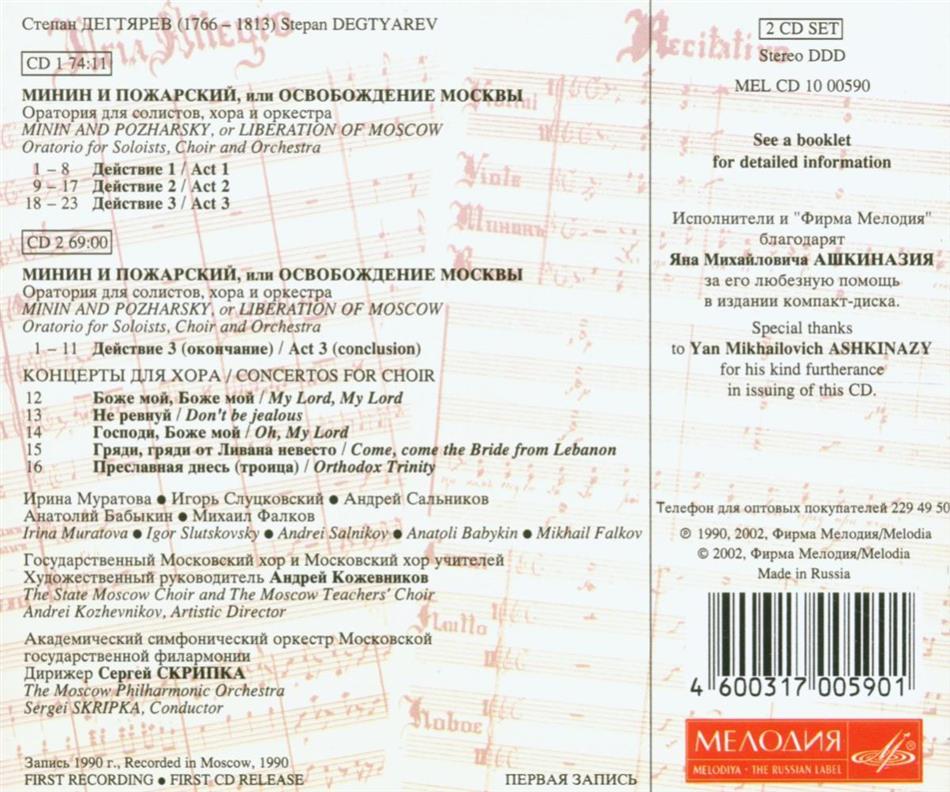 Степан ДЕГТЯРЕВ (1766 – 1813) Stepan DEGTYAREV
CD 1 74:11
МИНИН И ПОЖАРСКИЙ, или ОСВОБОЖДЕНИЕ МОСКВЫ
Оратория для солистов, хора и оркестра
MININ AND POZHARSKY, or LIBERATION OF MOSCOW
Oratorio for Soloists, Choir and Orchestra
1 – 8 Действие 1 / Act 1
9 – 17 Действие 2 / Act 2
18 – 23 Действие 3 / Act 3
CD 2 69:00
МИНИН И ПОЖАРСКИЙ, или ОСВОБОЖДЕНИЕ МОСКВЫ
Оратория для солистов, хора и оркестра
MININ AND POZHARSKY, or LIBERATION OF MOSCOW
Oratorio for Soloists, Choir and Orchestra
1 – 11 Действие 3 (окончание) / Act 3 (conclusion)
КОНЦЕРТЫ ДЛЯ ХОРА / CONCERTOS FOR CHOIR
12 Боже мой, Боже мой / My Lord, My Lord
13 Не ревнуй / Don't be jealous
14 Господи, Боже мой / Oh, My Lord
15 Гряди, гряди от Ливана невесто / Come, come the Bride from Lebanon
16 Преславная днесь (троица) / Orthodox Trinity
Ирина Муратова ● Игорь Слуцковский ● Андрей Сальников
Анатолий Бабыкин ● Михаил Фалков
Irina Muratova ● Igor Slutskovsky ● Andrei Salnikov ● Anatoli Babykin ● Mikhail Falkov
Государственный Московский хор и Московский хор учителей
Художественный руководитель Андрей Кожевников
The State Moscow Choir and The Moscow Teachers' Choir
Andrei Kozhevnikov, Artistic Director
Академический симфонический оркестр Московской
государственной филармонии
Дирижер Сергей СКРИПКА
The Moscow Philharmonic Orchestra
Sergei SKRIPKA, Conductor
Запись 1990 г., Recorded in Moscow, 1990
FIRST RECORDING ● FIRST CD RELEASE
ПЕРВАЯ ЗАПИСЬ
2 CD SET
Stereo DDD
MEL CD 10 00590
See a booklet
for detailed information
Исполнители и "Фирма Мелодия"
благодарят
Яна Михайловича АШКИНАЗИЯ
за его любезную помощь
в издании компакт-диска.
Special thanks
to Yan Mikhailovich ASHKINAZY
for his kind furtherance
in issuing of this CD.
Телефон для оптовых покупателей 229 49 50
℗ 1990, 2002, Фирма Мелодия/Melodia
© 2002, Фирма Мелодия/Melodia
Made in Russia
4 600317 005901
МЕЛОДИЯ
MELODIYA · THE RUSSIAN LABEL
Aria Allegro
Recitativo
Violini
Viole
Мининъ
Flauto
Oboe